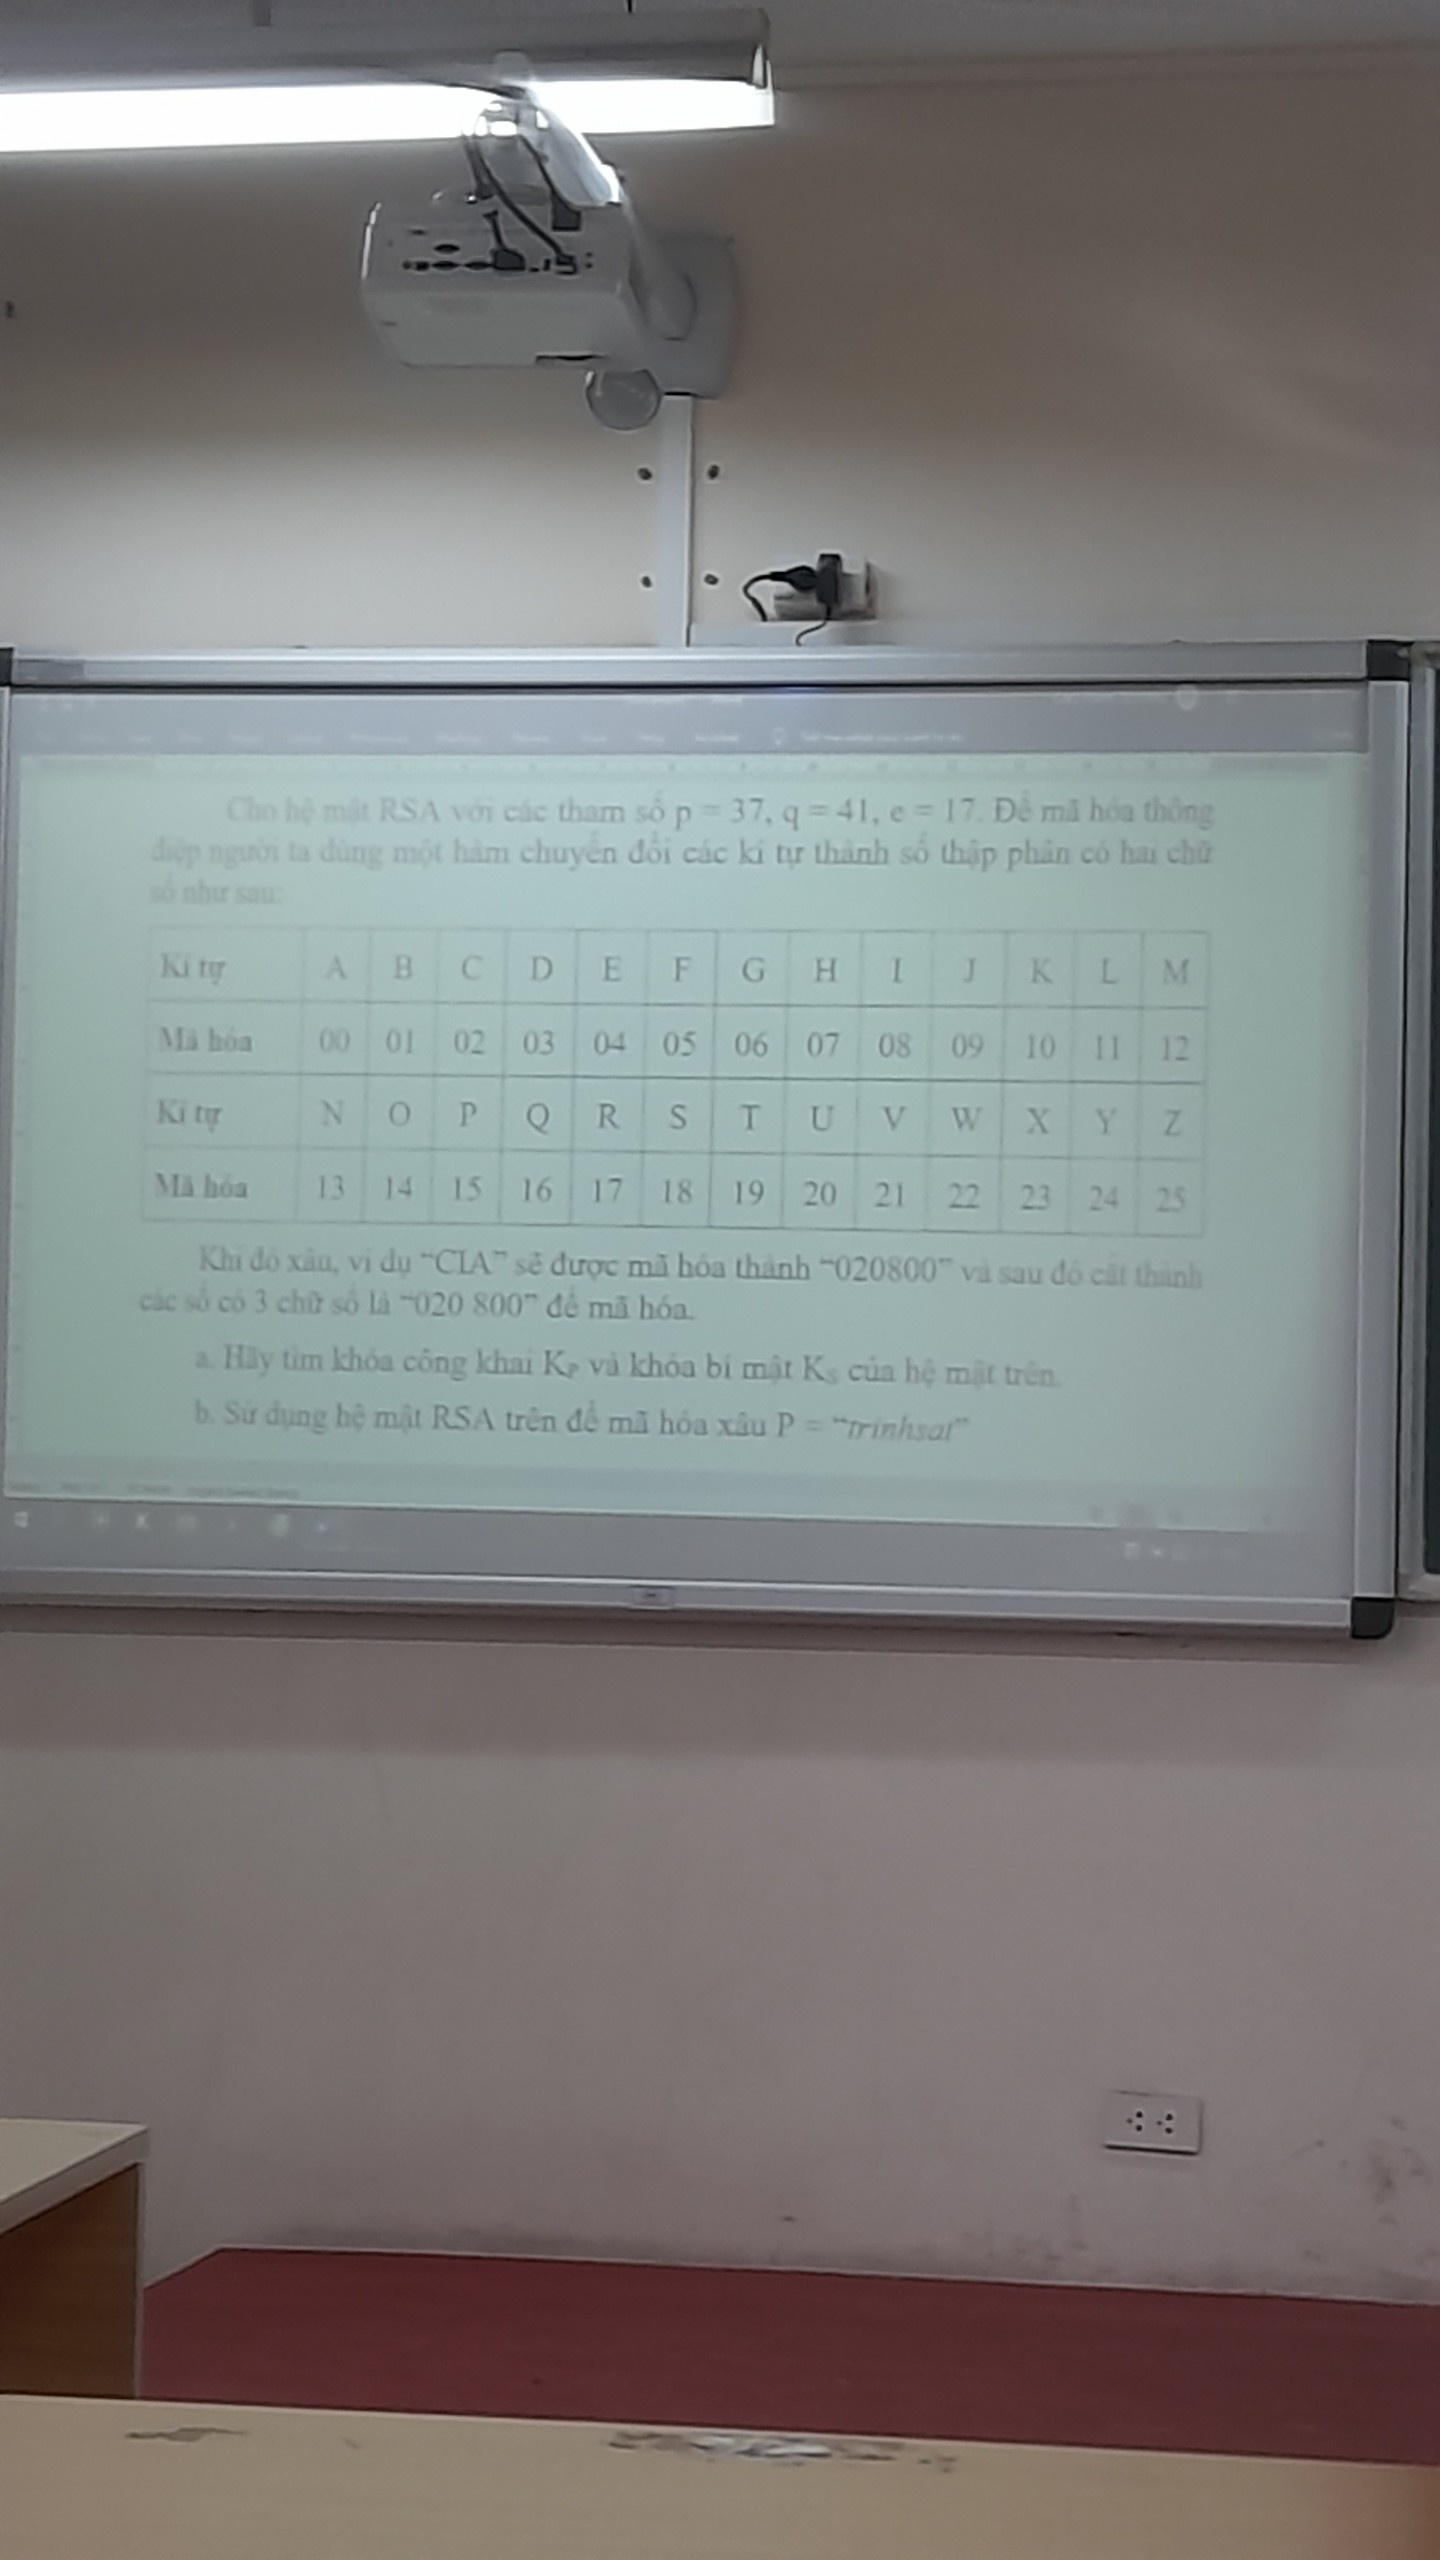 Cho hệ mật RSA với các tham số p = 37, q = 41, e = 17. Để mã hóa thông
điệp người ta dùng một hàm chuyển đổi các kí tự thành số thập phân có hai chữ
số như sau:
Kí tự A B C D E F G H I J K L M
Mã hóa 00 01 02 03 04 05 06 07 08 09 10 11 12
Kí tự N O P Q R S T U V W X Y Z
Mã hóa 13 14 15 16 17 18 19 20 21 22 23 24 25
Khi đó xâu, ví dụ “CIA” sẽ được mã hóa thành “020800” và sau đó cắt thành
các số có 3 chữ số là “020 800” để mã hóa.
a. Hãy tìm khóa công khai KP và khóa bí mật KS của hệ mật trên.
b. Sử dụng hệ mật RSA trên để mã hóa xâu P = “trinhsat”